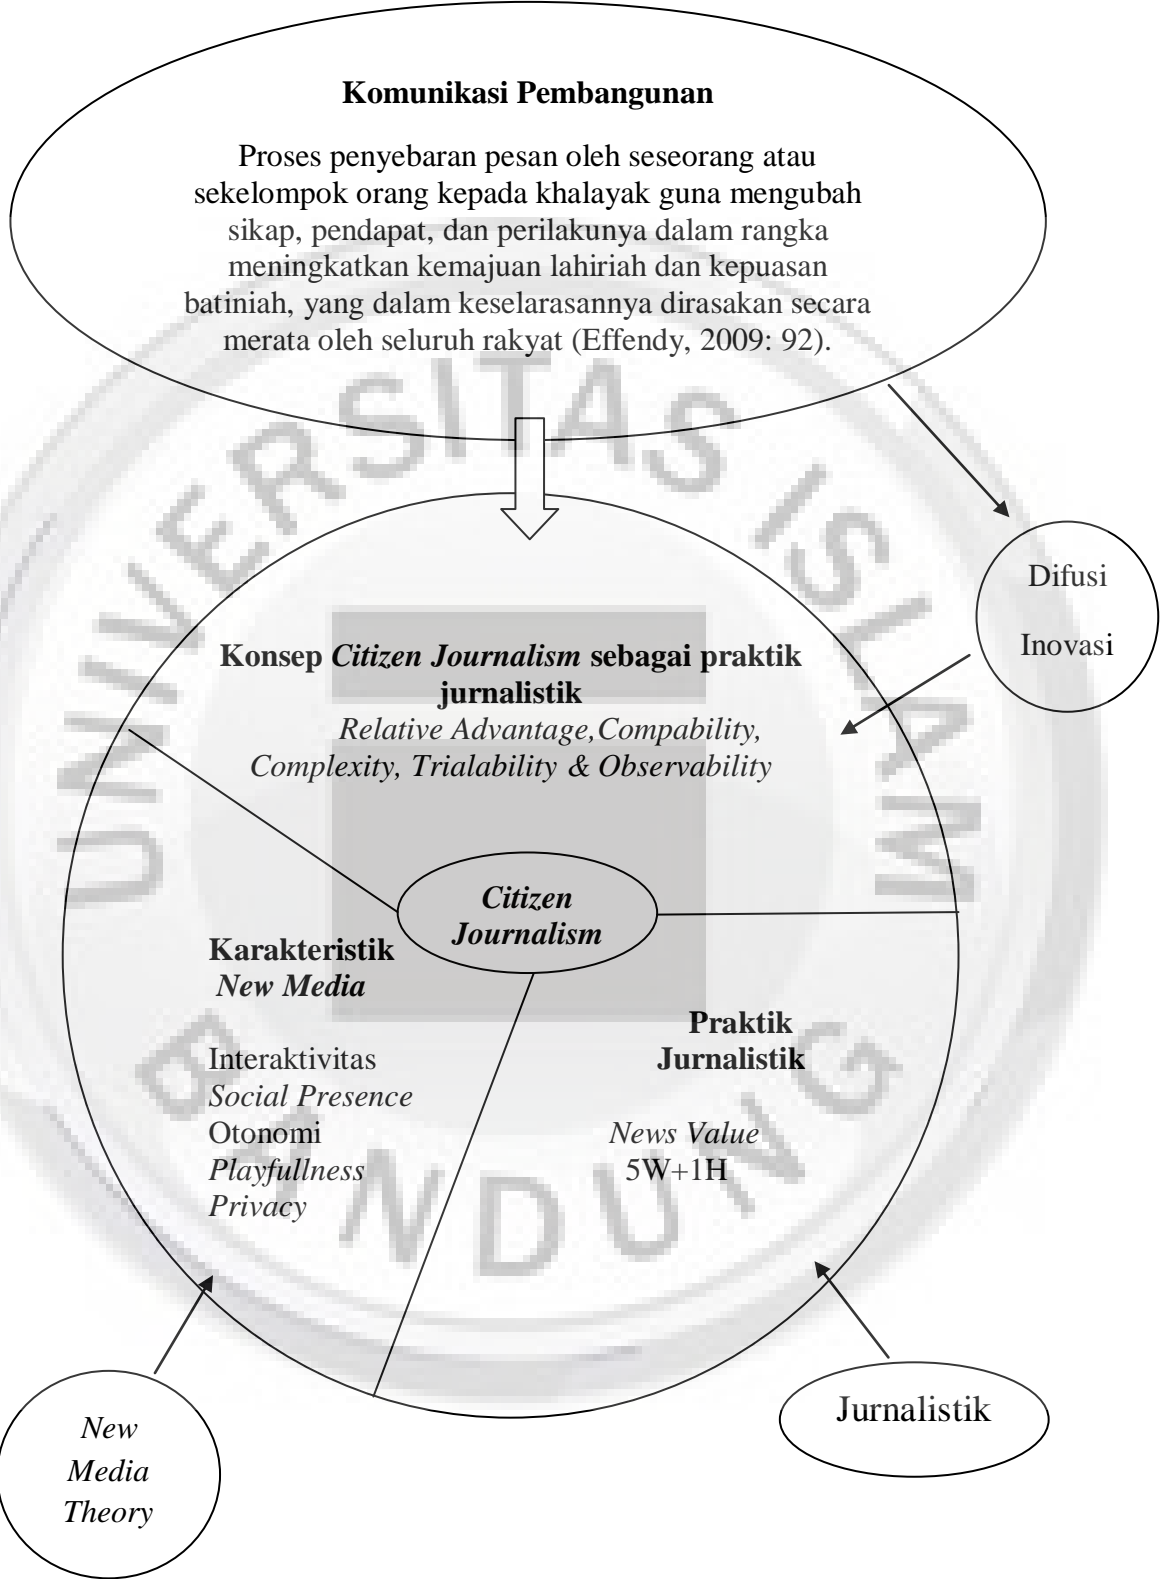 Komunikasi Pembangunan
Proses penyebaran pesan oleh seseorang atau
sekelompok orang kepada khalayak guna mengubah
sikap, pendapat, dan perilakunya dalam rangka
meningkatkan kemajuan lahiriah dan kepuasan
batiniah, yang dalam keselarasannya dirasakan secara
merata oleh seluruh rakyat (Effendy, 2009: 92).
UNIVERSITAS ISLAM
Difusi
Inovasi
Konsep Citizen Journalism sebagai praktik
jurnalistik
Relative Advantage,Compability,
Complexity, Trialability & Observability
Citizen
Journalism
Karakteristik
New Media
Interaktivitas
Social Presence
Otonomi
Playfullness
Privacy
Praktik
Jurnalistik
News Value
5W+1H
BANDUNG
New
Media
Theory
Jurnalistik